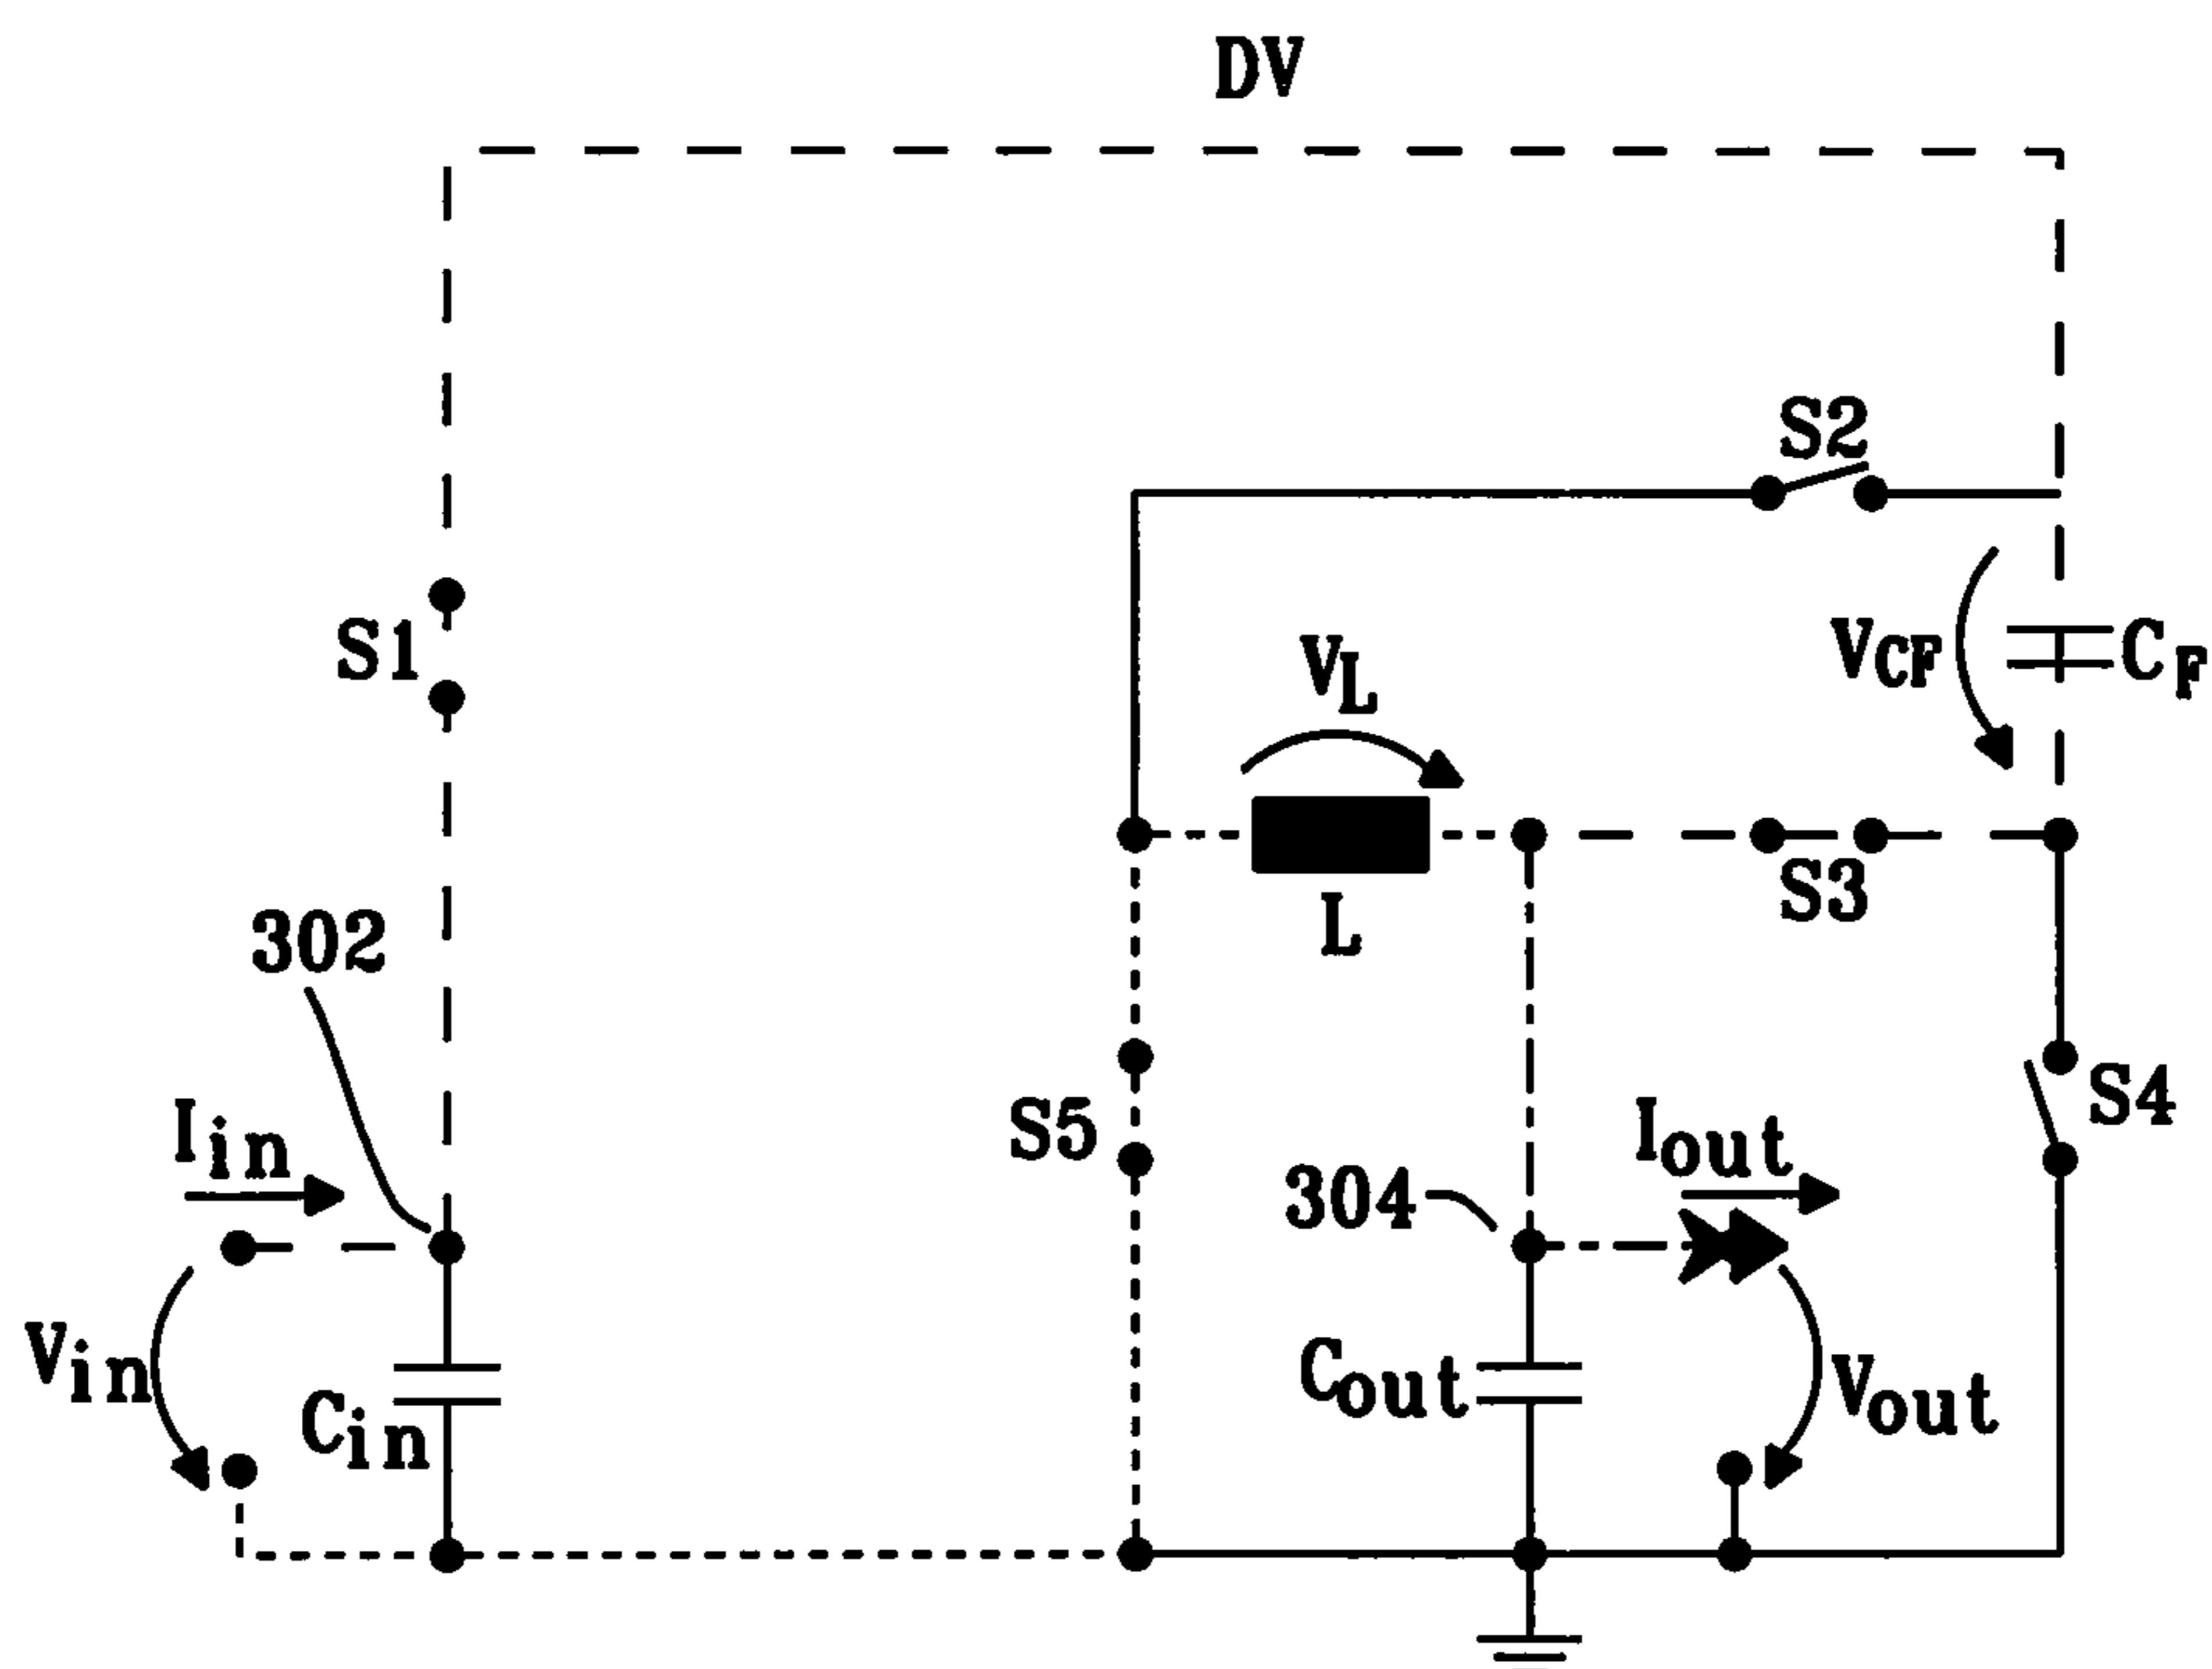 DV
S2
S1
VL
VCF
CF
S3
L
302
Iin
S5
S4
Iout
304
Vin
Cin
Cout
Vout